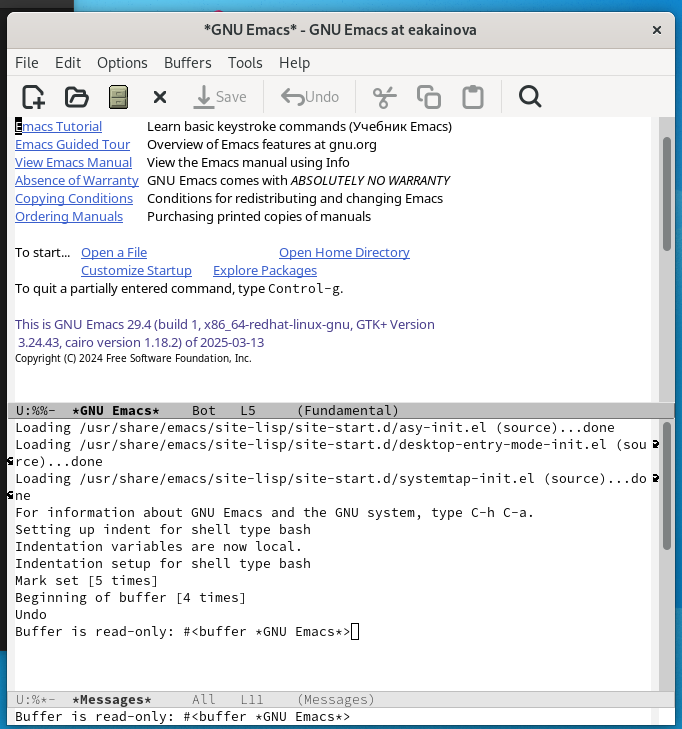 *GNU Emacs* - GNU Emacs at eakainova
File Edit Options Buffers Tools Help
Save Undo
Emacs Tutorial Learn basic keystroke commands (Учебник Emacs)
Emacs Guided Tour Overview of Emacs features at gnu.org
View Emacs Manual View the Emacs manual using Info
Absence of Warranty GNU Emacs comes with ABSOLUTELY NO WARRANTY
Copying Conditions Conditions for redistributing and changing Emacs
Ordering Manuals Purchasing printed copies of manuals
To start... Open a File Open Home Directory
Customize Startup Explore Packages
To quit a partially entered command, type Control-g.
This is GNU Emacs 29.4 (build 1, x86_64-redhat-linux-gnu, GTK+ Version
3.24.43, cairo version 1.18.2) of 2025-03-13
Copyright (C) 2024 Free Software Foundation, Inc.
U:%%- *GNU Emacs* Bot L5 (Fundamental)
Loading /usr/share/emacs/site-lisp/site-start.d/asy-init.el (source)...done
Loading /usr/share/emacs/site-lisp/site-start.d/desktop-entry-mode-init.el (sou
rce)...done
Loading /usr/share/emacs/site-lisp/site-start.d/systemtap-init.el (source)...do
ne
For information about GNU Emacs and the GNU system, type C-h C-a.
Setting up indent for shell type bash
Indentation variables are now local.
Indentation setup for shell type bash
Mark set [5 times]
Beginning of buffer [4 times]
Undo
Buffer is read-only: #<buffer *GNU Emacs*>
U:%*- *Messages* All L11 (Messages)
Buffer is read-only: #<buffer *GNU Emacs*>